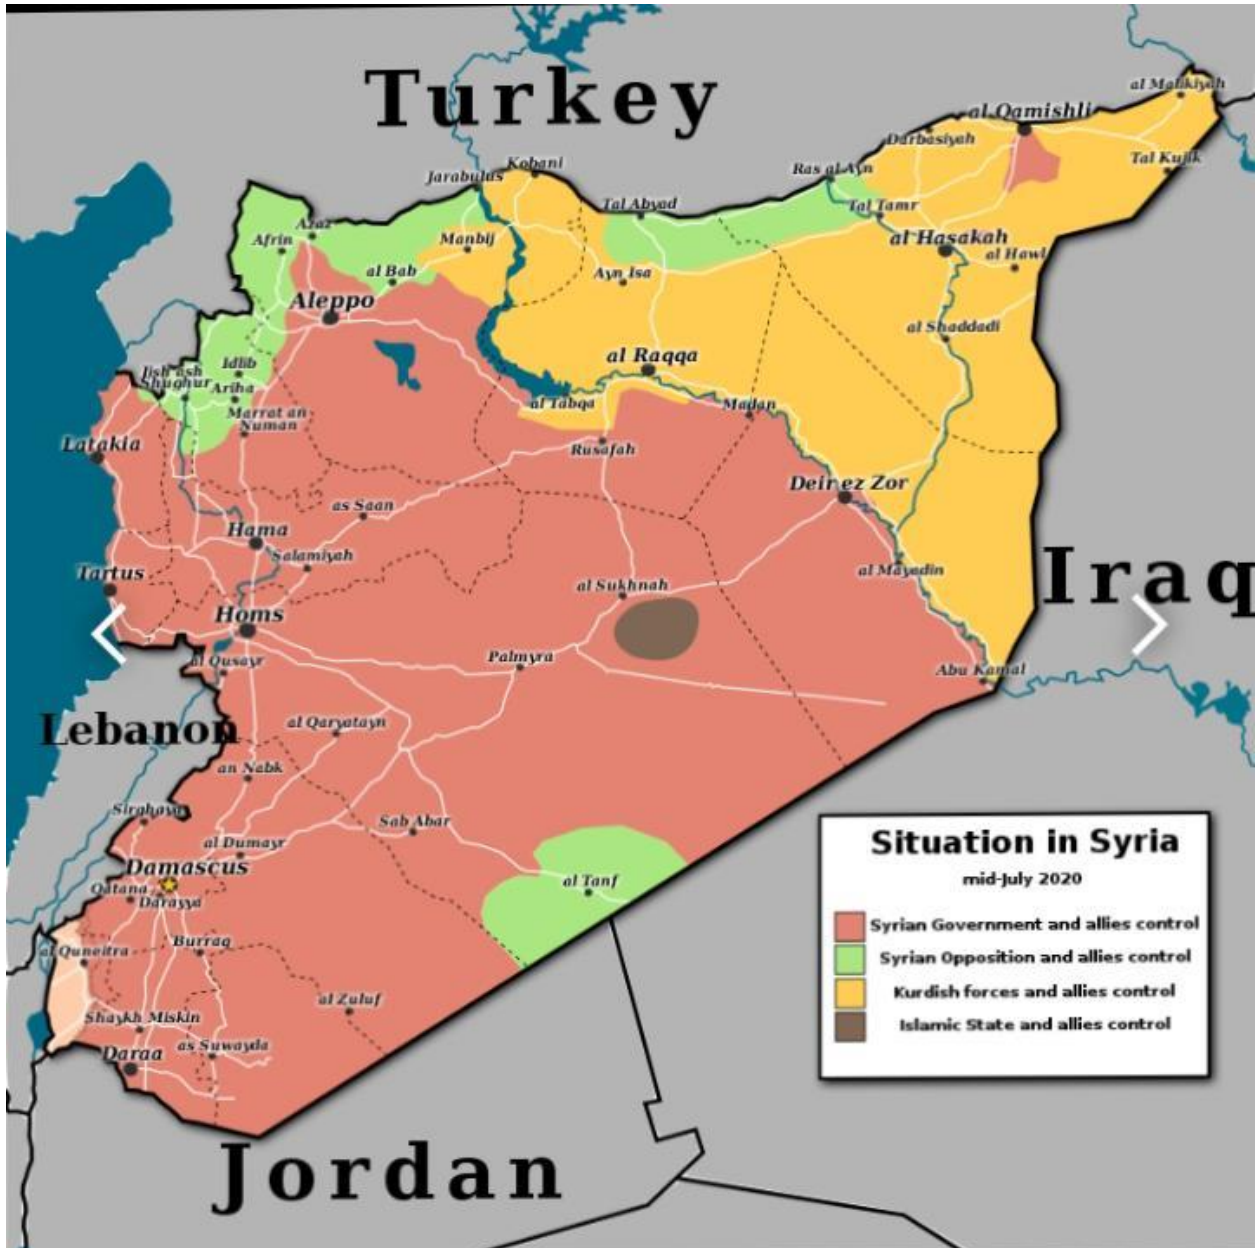 Turkey
al Malikiyah
al Qamishli
Darbasiyah
Tal Kujik
Kobani
Jarabulus
Ras al Ayn
Tal Abyad
Tal Tamr
Azaz
Afrin
Manbij
al Hasakah
al Hawl
al Bab
Ayn Isa
Aleppo
al Shaddadi
al Raqqa
Idlib
Jish ash
Shughur
Ariha
al Tabqa
Madan
Marrat an
Numan
Latakia
Rusafah
Deir ez Zor
as Saan
Hama
Salamiyah
Tartus
al Sukhnah
al Mayadin
Iraq
Homs
al Qusayr
Palmyra
Abu Kamal
Lebanon
al Qaryatayn
an Nabk
Sirghaya
Sab Abar
al Dumayr
Damascus
Qatana
Darayya
al Tanf
al Quneitra
Burraq
al Zuluf
Shaykh Miskin
as Suwayda
Daraa
Jordan
Situation in Syria
mid-July 2020
Syrian Government and allies control
Syrian Opposition and allies control
Kurdish forces and allies control
Islamic State and allies control